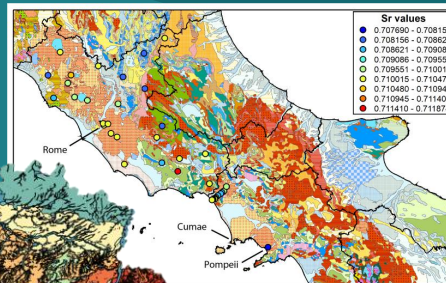 Sr values
0.707690 - 0.70815
0.708156 - 0.70862
0.708621 - 0.70908
0.709086 - 0.70955
0.709551 - 0.71001
0.710015 - 0.71047
0.710480 - 0.71094
0.710945 - 0.71140
0.711410 - 0.71187
Rome
Cumae
Pompeii